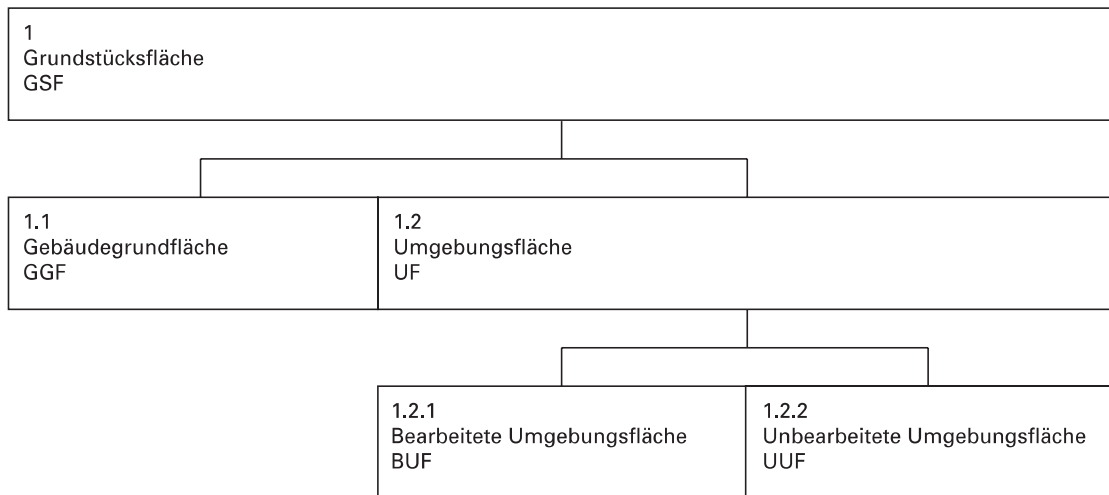 1
Grundstücksfläche
GSF
1.1
Gebäudegrundfläche
GGF
1.2
Umgebungsfläche
UF
1.2.1
Bearbeitete Umgebungsfläche
BUF
1.2.2
Unbearbeitete Umgebungsfläche
UUF